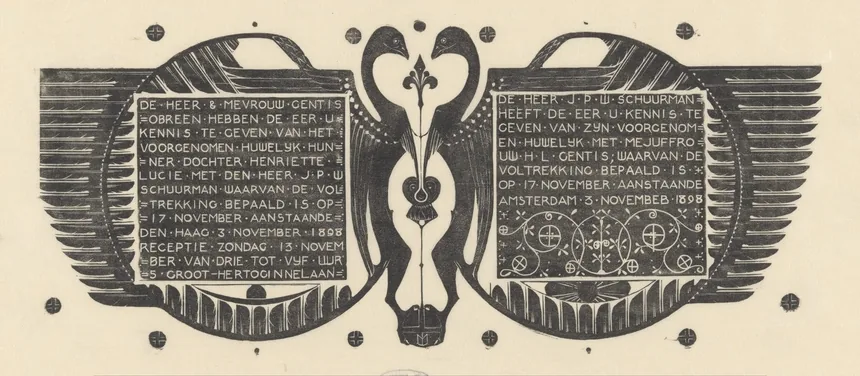 DE·HEER·&·MEVROUW·GENTIS
OBREEN·HEBBEN·DE·EER·U
KENNIS·TE·GEVEN·VAN·HET
VOORGENOMEN·HUWELYK·HUN
NER·DOCHTER·HENRIETTE·
LUCIE·MET·DEN·HEER·J·P·W
SCHUURMAN·WAARVAN·DE·VOL
TREKKING·BEPAALD·IS·OP
17·NOVEMBER·AANSTAANDE
DEN·HAAG·3·NOVEMBER·1898
RECEPTIE·ZONDAG·13·NOVEM
BER·VAN·DRIE·TOT·VYF·UUR
5·GROOT-HERTOGINNELAAN
DE·HEER·J·P·W·SCHUURMAN
HEEFT·DE·EER·U·KENNIS·TE
GEVEN·VAN·ZYN·VOORGENOM
EN·HUWELYK·MET·MEJUFFRO
UW·H·L·GENTIS;WAARVAN·DE
VOLTREKKING·BEPAALD·IS·
OP·17·NOVEMBER·AANSTAANDE
AMSTERDAM·3·NOVEMBER·1898